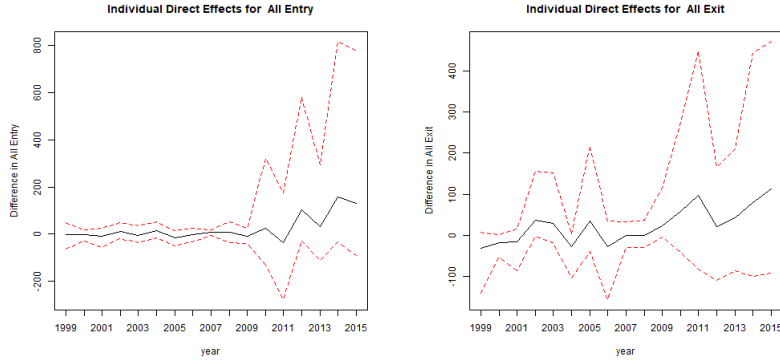 Individual Direct Effects for All Entry
Difference in All Entry
800
600
400
200
0
-200
1999 2001 2003 2005 2007 2009 2011 2013 2015
year
Individual Direct Effects for All Exit
Difference in All Exit
400
300
200
100
0
-100
1999 2001 2003 2005 2007 2009 2011 2013 2015
year